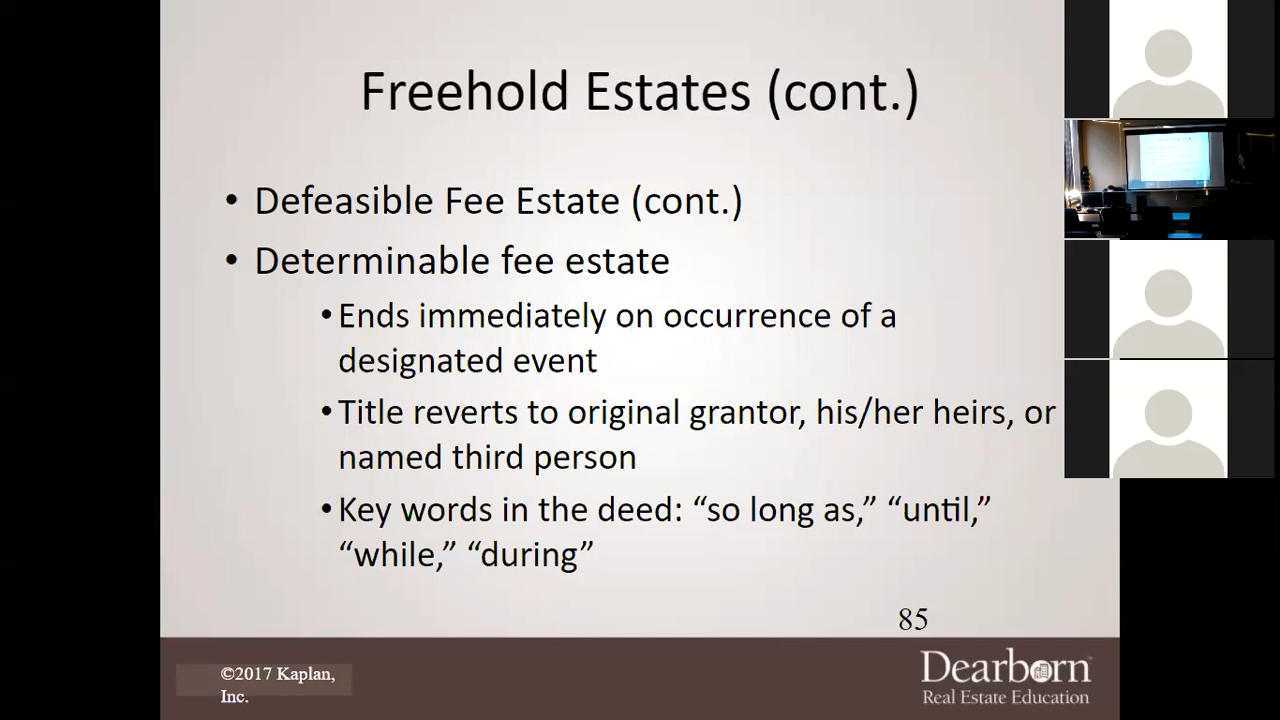 Freehold Estates (cont.)
• Defeasible Fee Estate (cont.)
• Determinable fee estate
• Ends immediately on occurrence of a
designated event
• Title reverts to original grantor, his/her heirs, or
named third person
• Key words in the deed: “so long as,” “until,”
“while,” “during”
85
©2017 Kaplan,
Inc.
Dearborn
Real Estate Education